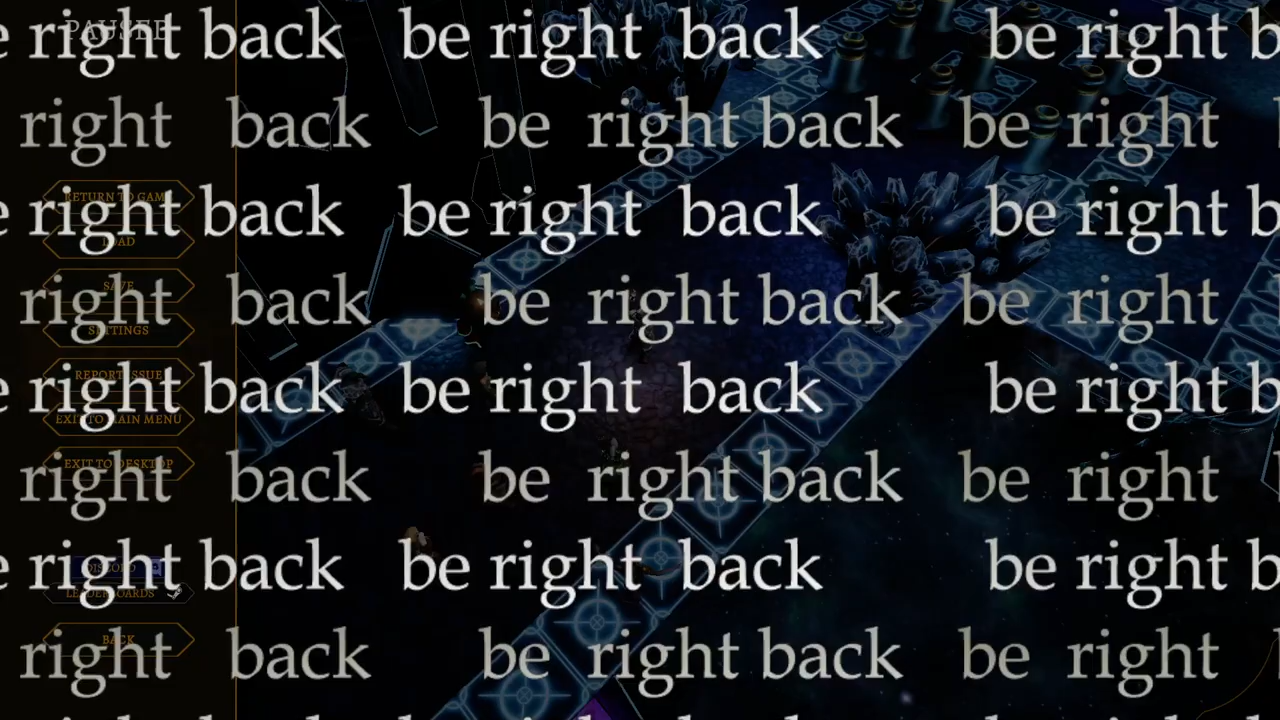 PAUSED
e right back be right back be right b
right back be right back be right
RETURN TO GAME
e right back be right back be right b
LOAD
SAVE
right back be right back be right
SETTINGS
REPORT ISSUE
e right back be right back be right b
EXIT TO MAIN MENU
EXIT TO DESKTOP
right back be right back be right
DISCORD
e right back be right back be right b
LEADERBOARDS
BACK
right back be right back be right